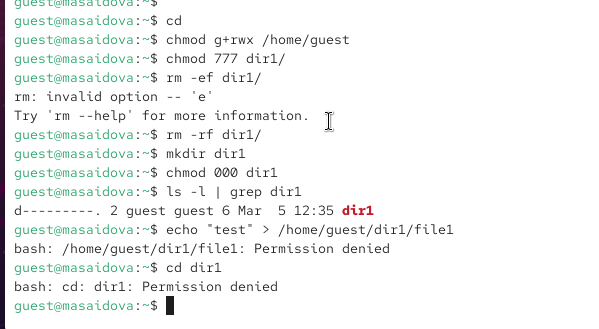 guest@masaidova:~$
guest@masaidova:~$ cd
guest@masaidova:~$ chmod g+rwx /home/guest
guest@masaidova:~$ chmod 777 dir1/
guest@masaidova:~$ rm -ef dir1/
rm: invalid option -- 'e'
Try 'rm --help' for more information.
guest@masaidova:~$ rm -rf dir1/
guest@masaidova:~$ mkdir dir1
guest@masaidova:~$ chmod 000 dir1
guest@masaidova:~$ ls -l | grep dir1
d---------. 2 guest guest 6 Mar  5 12:35 dir1
guest@masaidova:~$ echo "test" > /home/guest/dir1/file1
bash: /home/guest/dir1/file1: Permission denied
guest@masaidova:~$ cd dir1
bash: cd: dir1: Permission denied
guest@masaidova:~$